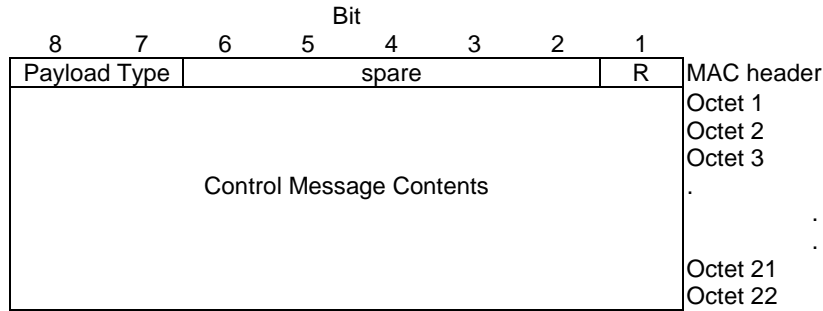 Bit
8 7 6 5 4 3 2 1
Payload Type spare R MAC header
Octet 1
Octet 2
Octet 3
Control Message Contents .
.
.
Octet 21
Octet 22